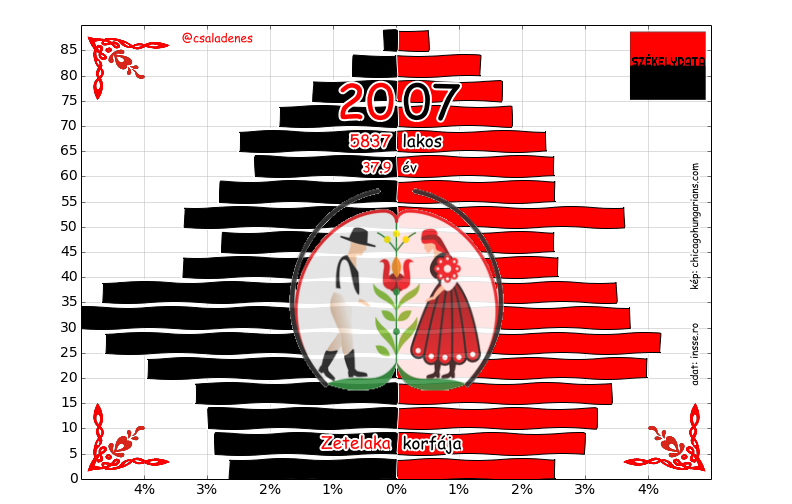 @csaladenes
SZÉKELYDATA
2007
5837 lakos
37.9 év
kép: chicagohungarians.com
adat: insse.ro
Zetelaka korfája
85
80
75
70
65
60
55
50
45
40
35
30
25
20
15
10
5
0
4% 3% 2% 1% 0% 1% 2% 3% 4%